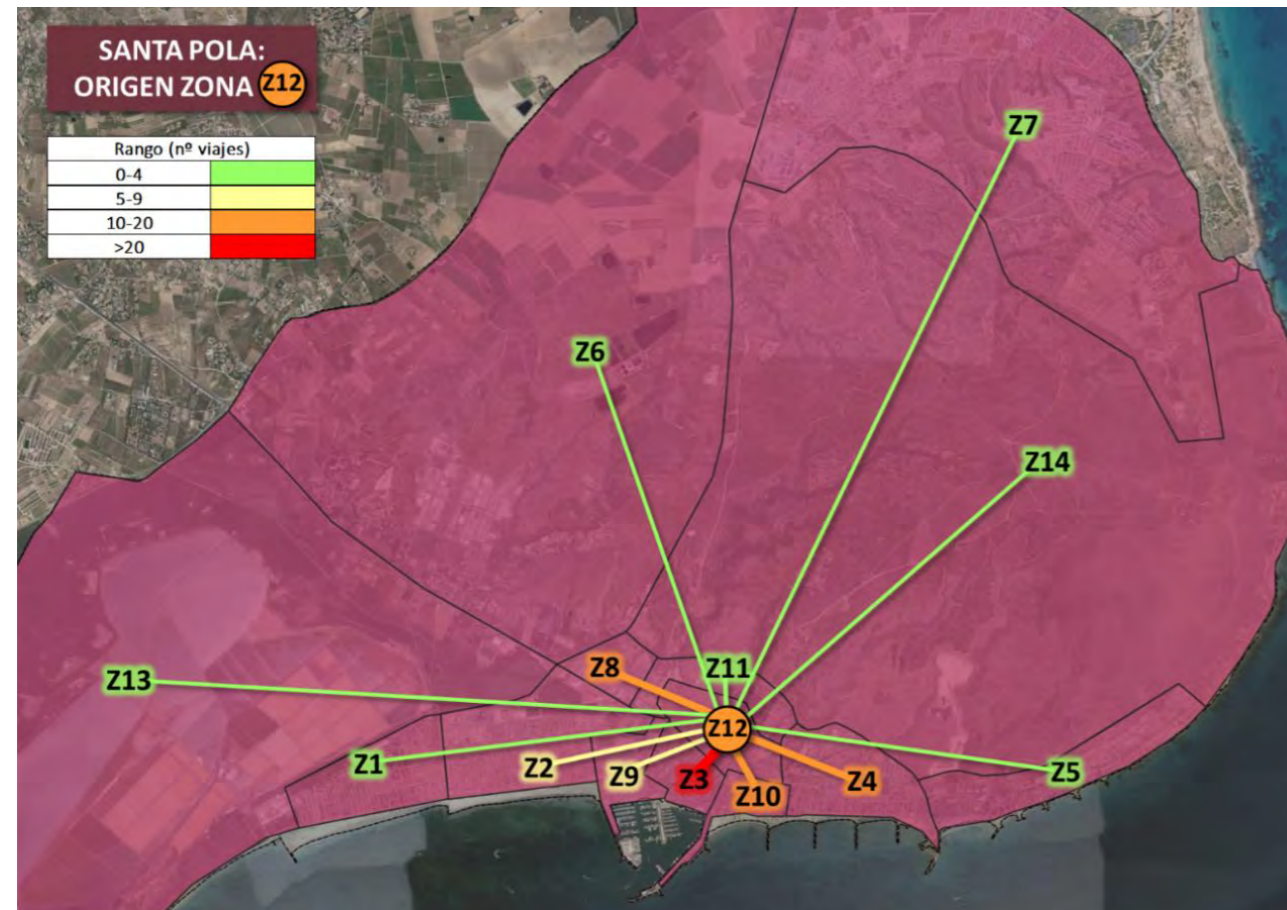 SANTA POLA:
ORIGEN ZONA Z12
Rango (nº viajes)
0-4
5-9
10-20
>20
Z7
Z6
Z14
Z8
Z11
Z13
Z12
Z1
Z2
Z9
Z3
Z10
Z4
Z5